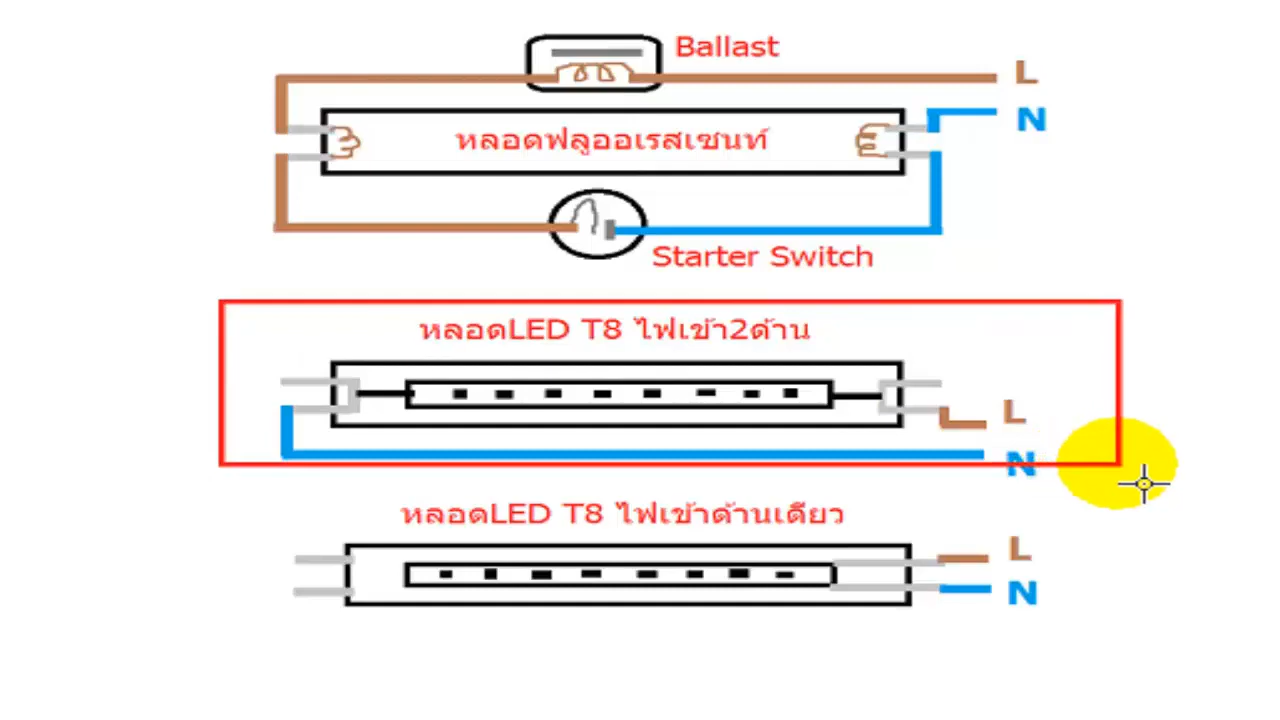 Ballast
L
N
หลอดฟลูออเรสเซนท์
Starter Switch
หลอดLED T8 ไฟเข้า2ด้าน
L
N
หลอดLED T8 ไฟเข้าด้านเดียว
L
N